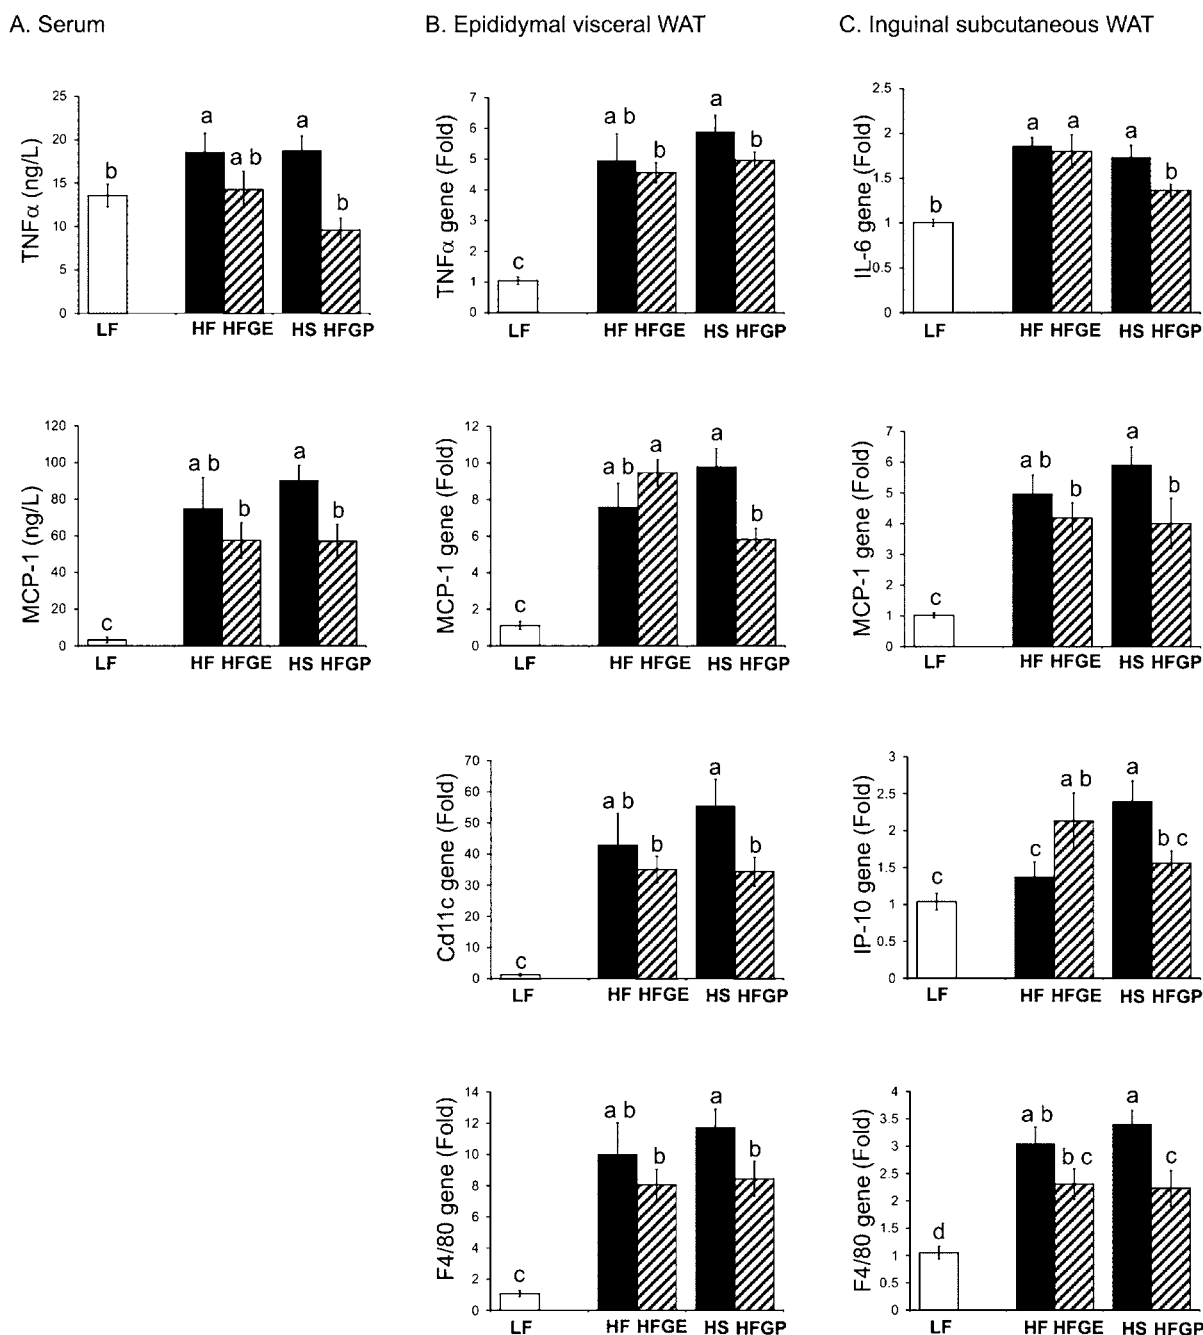 A. Serum
B. Epididymal visceral WAT
C. Inguinal subcutaneous WAT
TNFα (ng/L)
25
20
15
10
5
0
b
a
a b
a
b
LF HF HFGE HS HFGP
TNFα gene (Fold)
7
6
5
4
3
2
1
0
c
a b
b
a
b
LF HF HFGE HS HFGP
IL-6 gene (Fold)
2.5
2
1.5
1
0.5
0
b
a
a
a
b
LF HF HFGE HS HFGP
MCP-1 (ng/L)
120
100
80
60
40
20
0
c
a b
b
a
b
LF HF HFGE HS HFGP
MCP-1 gene (Fold)
12
10
8
6
4
2
0
c
a b
a
a
b
LF HF HFGE HS HFGP
MCP-1 gene (Fold)
7
6
5
4
3
2
1
0
c
a b
b
a
b
LF HF HFGE HS HFGP
Cd11c gene (Fold)
70
60
50
40
30
20
10
0
c
a b
b
a
b
LF HF HFGE HS HFGP
IP-10 gene (Fold)
3
2.5
2
1.5
1
0.5
0
c
c
a b
a
b c
LF HF HFGE HS HFGP
F4/80 gene (Fold)
14
12
10
8
6
4
2
0
c
a b
b
a
b
LF HF HFGE HS HFGP
F4/80 gene (Fold)
4
3.5
3
2.5
2
1.5
1
0.5
0
d
a b
b c
a
c
LF HF HFGE HS HFGP